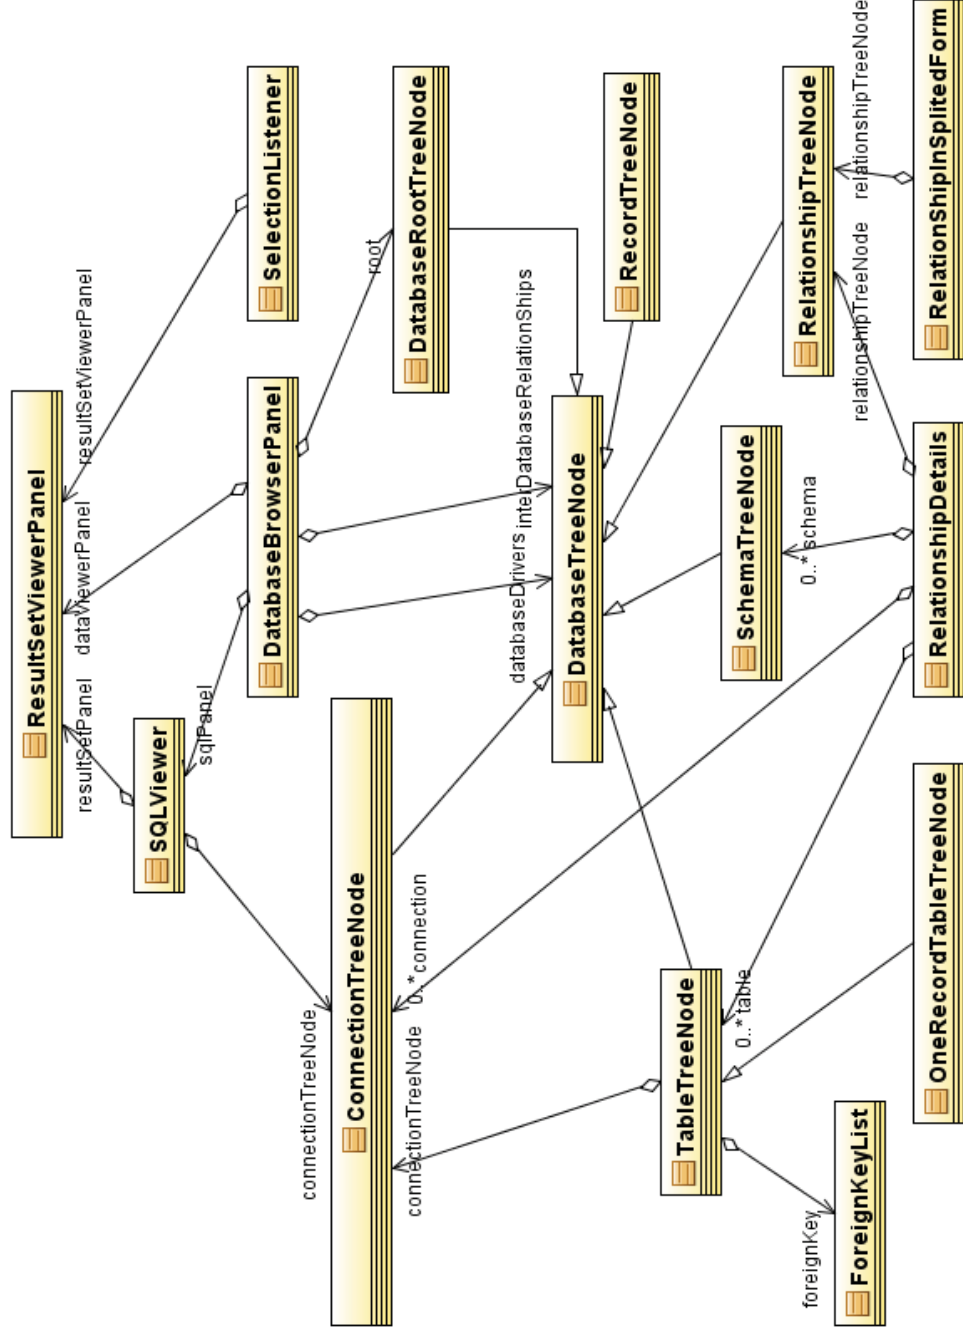 ResultSetViewerPanel
resultSetPanel
dataViewerPanel
resultSetViewerPanel
SQLViewer
sqlPanel
DatabaseBrowserPanel
SelectionListener
connectionTreeNode
ConnectionTreeNode
connectionTreeNode
0..* connection
root
DatabaseRootTreeNode
databaseDrivers
interDatabaseRelationShips
DatabaseTreeNode
RecordTreeNode
TableTreeNode
0..* table
SchemaTreeNode
0..* schema
RelationshipTreeNode
relationshipTreeNode
relationshipTreeNode
foreignKey
ForeignKeyList
OneRecordTableTreeNode
RelationshipDetails
RelationShipInSplitedForm